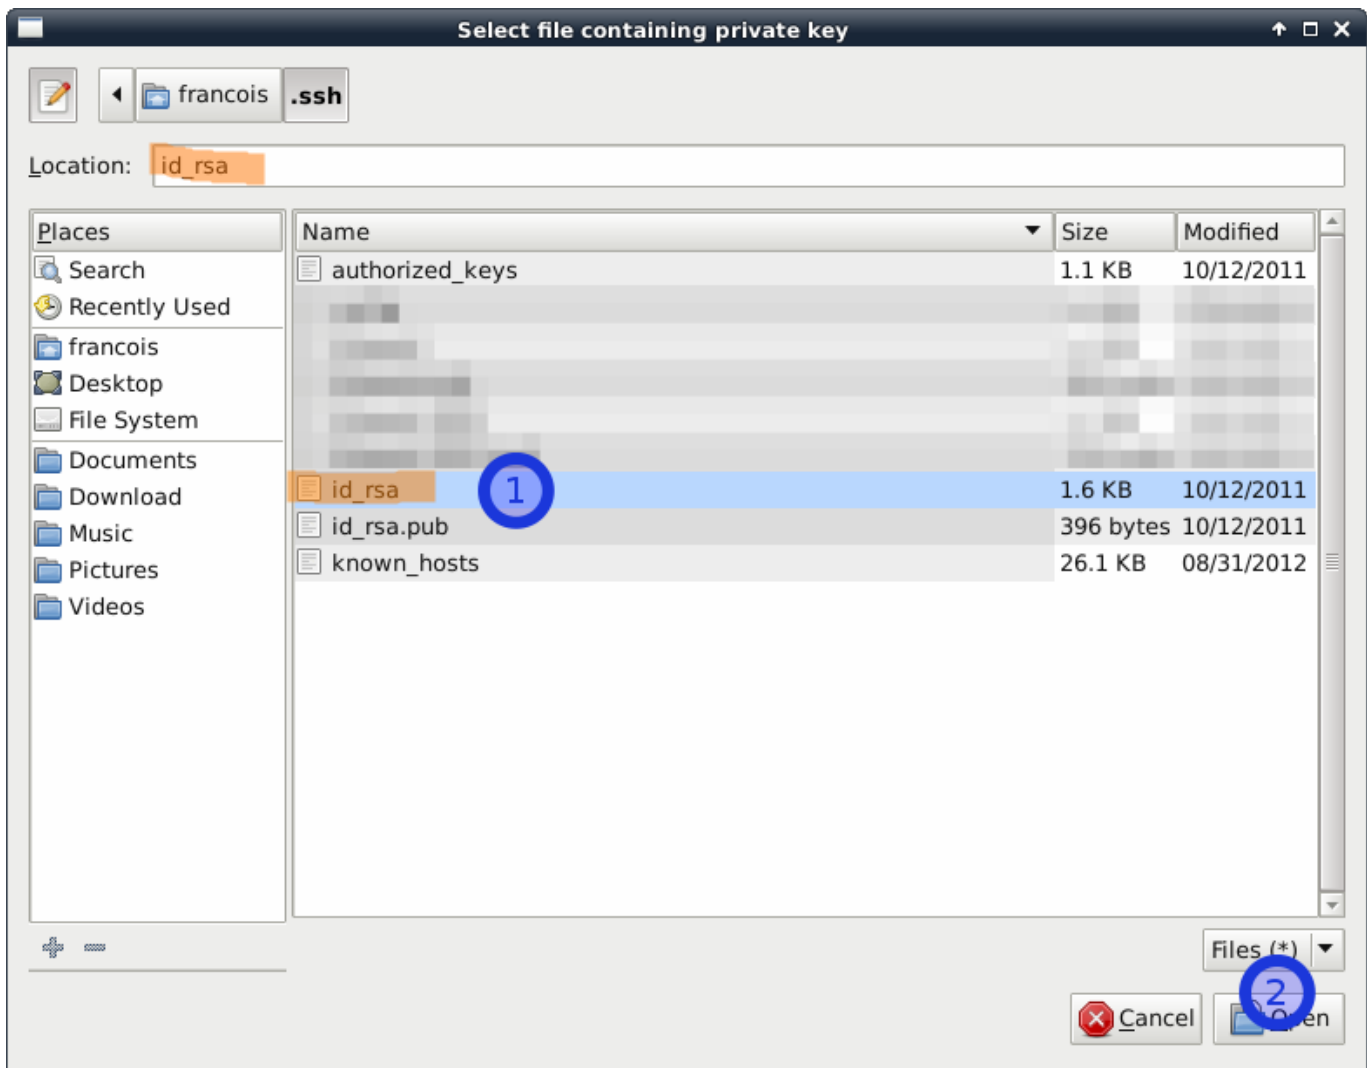 Select file containing private key
francois .ssh
Location: id_rsa
Places Name Size Modified
Search authorized_keys 1.1 KB 10/12/2011
Recently Used
francois
Desktop
File System
Documents
Download id_rsa 1 1.6 KB 10/12/2011
Music id_rsa.pub 396 bytes 10/12/2011
Pictures known_hosts 26.1 KB 08/31/2012
Videos
Files (*)
2
Cancel Open